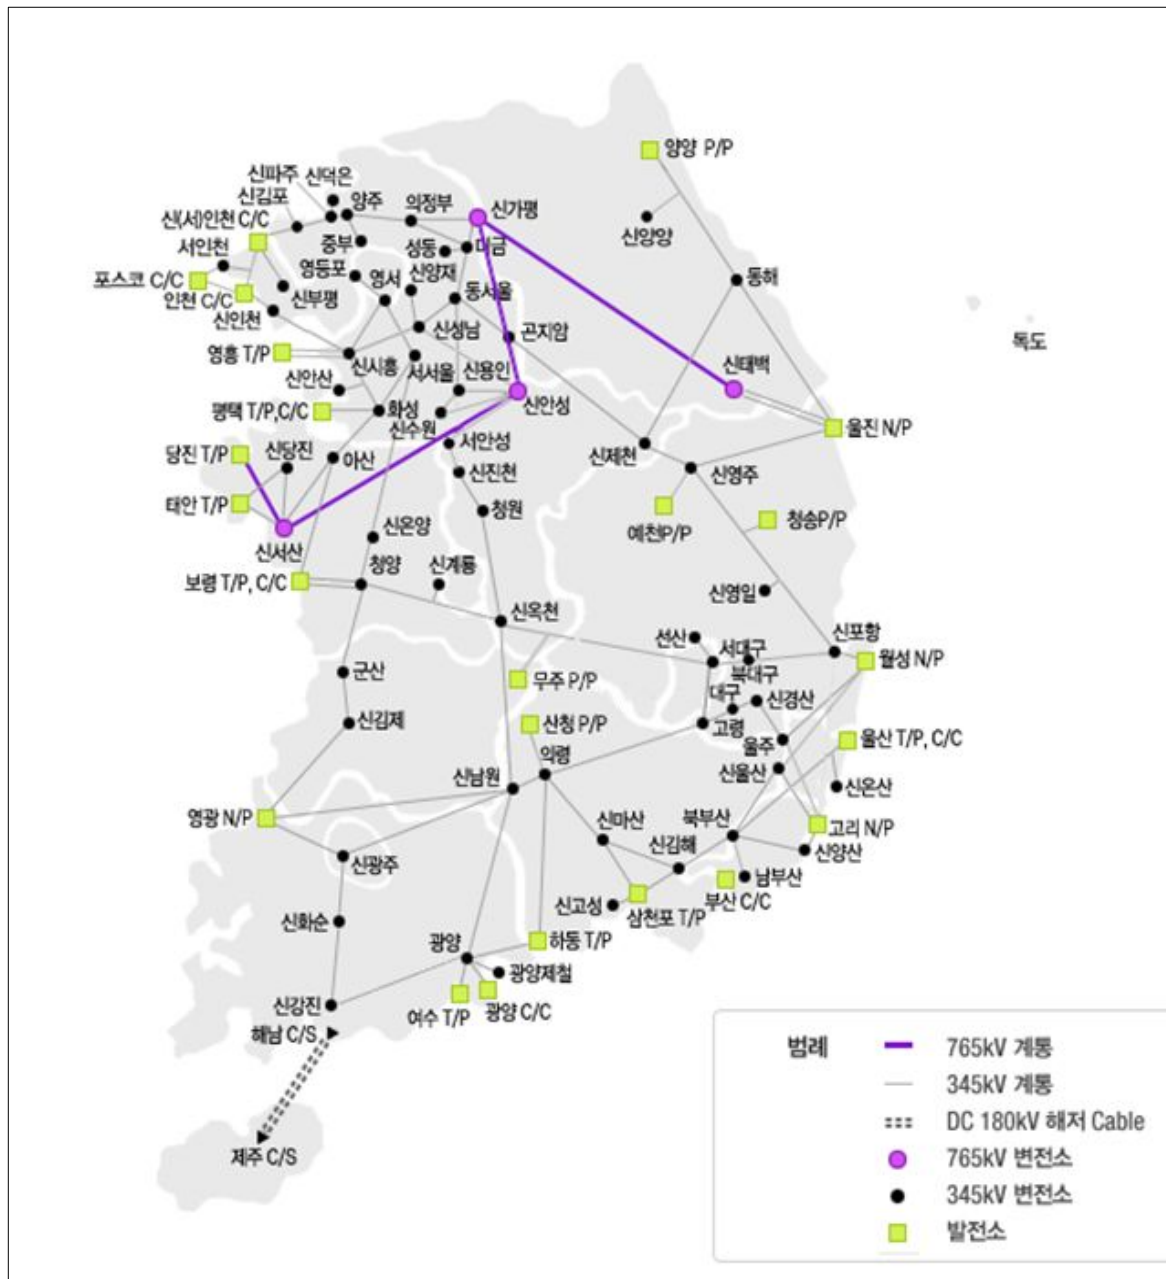 양양 P/P
신파주
신덕은
신김포
양주
의정부
신가평
신(서)인천 C/C
신양양
서인천
중부
성동
미금
영등포
영서
신양재
동해
포스코 C/C
인천 C/C
신부평
동서울
신인천
신성남
곤지암
독도
영흥 T/P
신시흥
서서울
신용인
신태백
신안산
신안성
평택 T/P,C/C
화성
신수원
울진 N/P
당진 T/P
신당진
아산
서안성
신제천
신영주
신진천
태안 T/P
청원
예천P/P
청송P/P
신온양
신서산
보령 T/P, C/C
청양
신계룡
신영일
신옥천
선산
서대구
신포항
북대구
월성 N/P
군산
무주 P/P
대구
신경산
신김제
산청 P/P
고령
울주
울산 T/P, C/C
의령
신남원
신울산
신온산
영광 N/P
신마산
북부산
고리 N/P
신광주
신김해
신양산
남부산
신고성
삼천포 T/P
부산 C/C
신화순
광양
하동 T/P
광양제철
신강진
여수 T/P
광양 C/C
해남 C/S
제주 C/S
범례
765kV 계통
345kV 계통
DC 180kV 해저 Cable
765kV 변전소
345kV 변전소
발전소